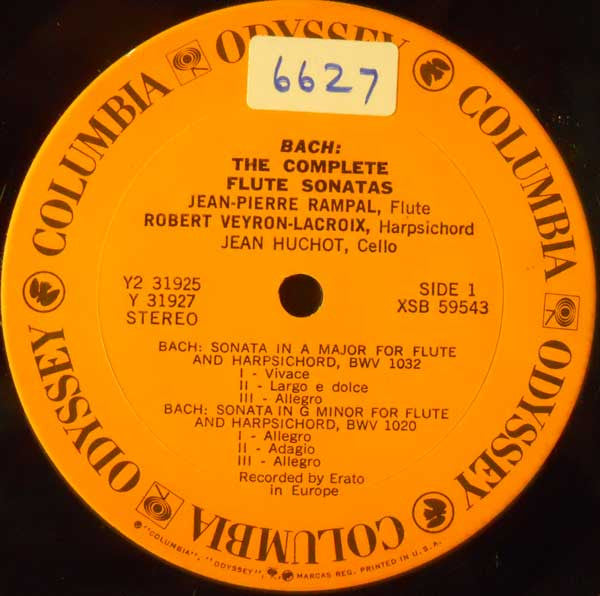 COLUMBIA ODYSSEY COLUMBIA ODYSSEY COLUMBIA ODYSSEY
6627
BACH:
THE COMPLETE
FLUTE SONATAS
JEAN-PIERRE RAMPAL, Flute
ROBERT VEYRON-LACROIX, Harpsichord
JEAN HUCHOT, Cello
Y2 31925
Y 31927
STEREO
SIDE 1
XSB 59543
BACH: SONATA IN A MAJOR FOR FLUTE
AND HARPSICHORD, BWV 1032
I - Vivace
II - Largo e dolce
III - Allegro
BACH: SONATA IN G MINOR FOR FLUTE
AND HARPSICHORD, BWV 1020
I - Allegro
II - Adagio
III - Allegro
Recorded by Erato
in Europe
℗ "COLUMBIA", "ODYSSEY", MARCAS REG. PRINTED IN U.S.A.